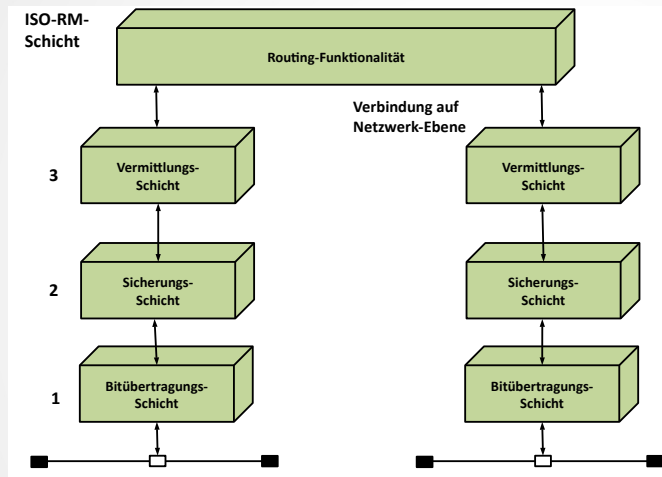 ISO-RM-
Schicht
Routing-Funktionalität
Verbindung auf
Netzwerk-Ebene
3
Vermittlungs-
Schicht
Vermittlungs-
Schicht
2
Sicherungs-
Schicht
Sicherungs-
Schicht
1
Bitübertragungs-
Schicht
Bitübertragungs-
Schicht